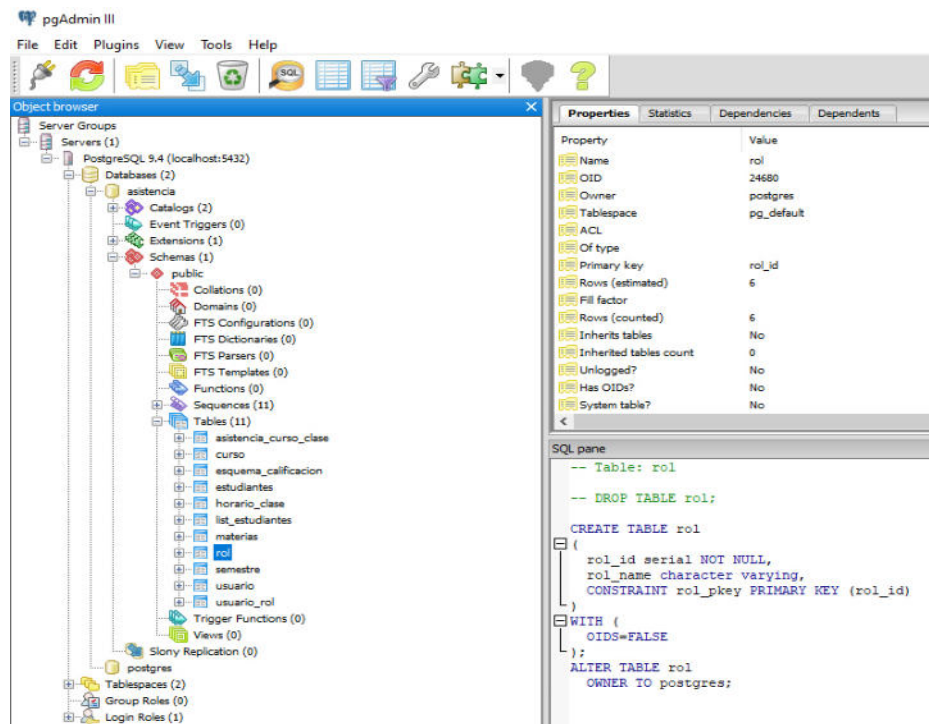 pgAdmin III
File Edit Plugins View Tools Help
SQL
Object browser
Server Groups
Servers (1)
PostgreSQL 9.4 (localhost:5432)
Databases (2)
asistencia
Catalogs (2)
Event Triggers (0)
Extensions (1)
Schemas (1)
public
Collations (0)
Domains (0)
FTS Configurations (0)
FTS Dictionaries (0)
FTS Parsers (0)
FTS Templates (0)
Functions (0)
Sequences (11)
Tables (11)
asistencia_curso_clase
curso
esquema_calificacion
estudiantes
horario_clase
list_estudiantes
materias
rol
semestre
usuario
usuario_rol
Trigger Functions (0)
Views (0)
Slony Replication (0)
postgres
Tablespaces (2)
Group Roles (0)
Login Roles (1)
Properties Statistics Dependencies Dependents
Property Value
Name rol
OID 24680
Owner postgres
Tablespace pg_default
ACL
Of type
Primary key rol_id
Rows (estimated) 6
Fill factor
Rows (counted) 6
Inherits tables No
Inherited tables count 0
Unlogged? No
Has OIDs? No
System table? No
SQL pane
-- Table: rol
-- DROP TABLE rol;
CREATE TABLE rol
(
rol_id serial NOT NULL,
rol_name character varying,
CONSTRAINT rol_pkey PRIMARY KEY (rol_id)
)
WITH (
OIDS=FALSE
);
ALTER TABLE rol
OWNER TO postgres;